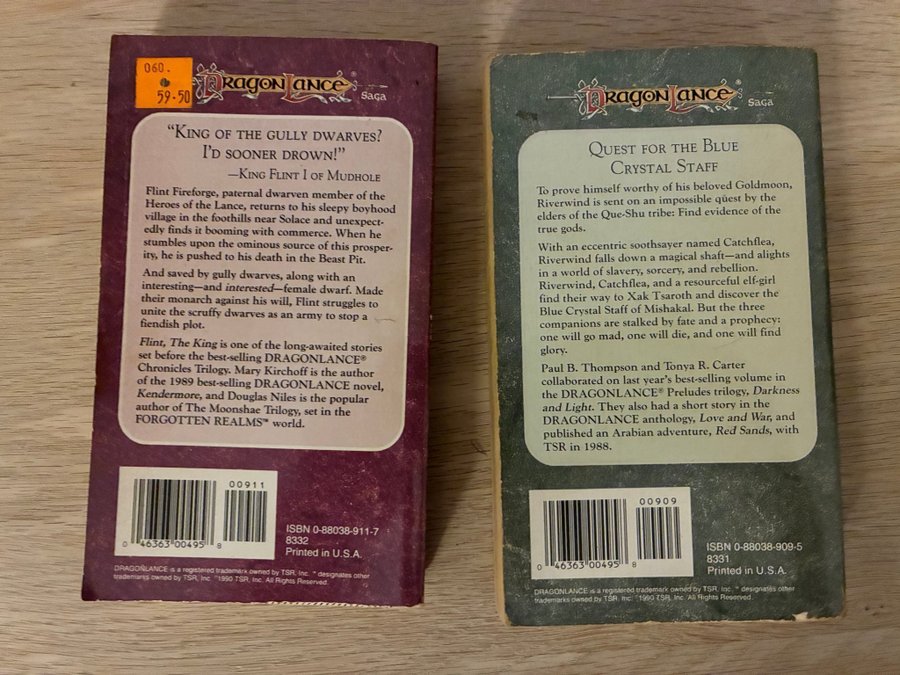 060.
59.50
DRAGONLANCE®
SAGA
"KING OF THE GULLY DWARVES?
I'D SOONER DROWN!"
—KING FLINT I OF MUDHOLE
Flint Fireforge, paternal dwarven member of the
Heroes of the Lance, returns to his sleepy boyhood
village in the foothills near Solace and unexpect-
edly finds it booming with commerce. When he
stumbles upon the ominous source of this prosper-
ity, he is pushed to his death in the Beast Pit.
And saved by gully dwarves, along with an
interesting—and interested—female dwarf. Made
their monarch against his will, Flint struggles to
unite the scruffy dwarves as an army to stop a
fiendish plot.
Flint, The King is one of the long-awaited stories
set before the best-selling DRAGONLANCE®
Chronicles Trilogy. Mary Kirchoff is the author
of the 1989 best-selling DRAGONLANCE novel,
Kendermore, and Douglas Niles is the popular
author of The Moonshae Trilogy, set in the
FORGOTTEN REALMS™ world.
00911
0 46363 00495 8
ISBN 0-88038-911-7
8332
Printed in U.S.A.
DRAGONLANCE is a registered trademark owned by TSR, Inc. ™ designates other
trademarks owned by TSR, Inc. ©1990 TSR, Inc. All Rights Reserved.
DRAGONLANCE®
SAGA
QUEST FOR THE BLUE
CRYSTAL STAFF
To prove himself worthy of his beloved Goldmoon,
Riverwind is sent on an impossible quest by the
elders of the Que-Shu tribe: Find evidence of the
true gods.
With an eccentric soothsayer named Catchflea,
Riverwind falls down a magical shaft—and alights
in a world of slavery, sorcery, and rebellion.
Riverwind, Catchflea, and a resourceful elf-girl
find their way to Xak Tsaroth and discover the
Blue Crystal Staff of Mishakal. But the three
companions are stalked by fate and a prophecy:
one will go mad, one will die, and one will find
glory.
Paul B. Thompson and Tonya R. Carter
collaborated on last year's best-selling volume in
the DRAGONLANCE® Preludes trilogy, Darkness
and Light. They also had a short story in the
DRAGONLANCE anthology, Love and War, and
published an Arabian adventure, Red Sands, with
TSR in 1988.
00909
0 46363 00495 8
ISBN 0-88038-909-5
8331
Printed in U.S.A.
DRAGONLANCE is a registered trademark owned by TSR, Inc. ™ designates other
trademarks owned by TSR, Inc. ©1990 TSR, Inc. All Rights Reserved.